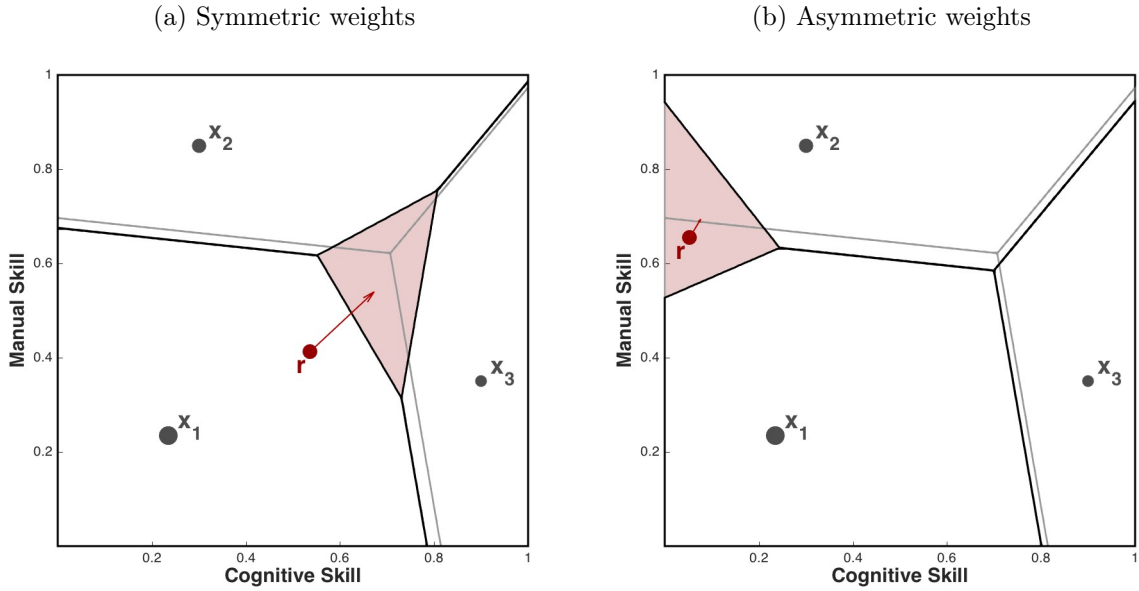 (a) Symmetric weights
1
0.8
0.6
0.4
0.2
Manual Skill
x2
r
x3
x1
0.2
0.4
0.6
0.8
1
Cognitive Skill
(b) Asymmetric weights
1
0.8
0.6
0.4
0.2
Manual Skill
x2
r
x3
x1
0.2
0.4
0.6
0.8
1
Cognitive Skill